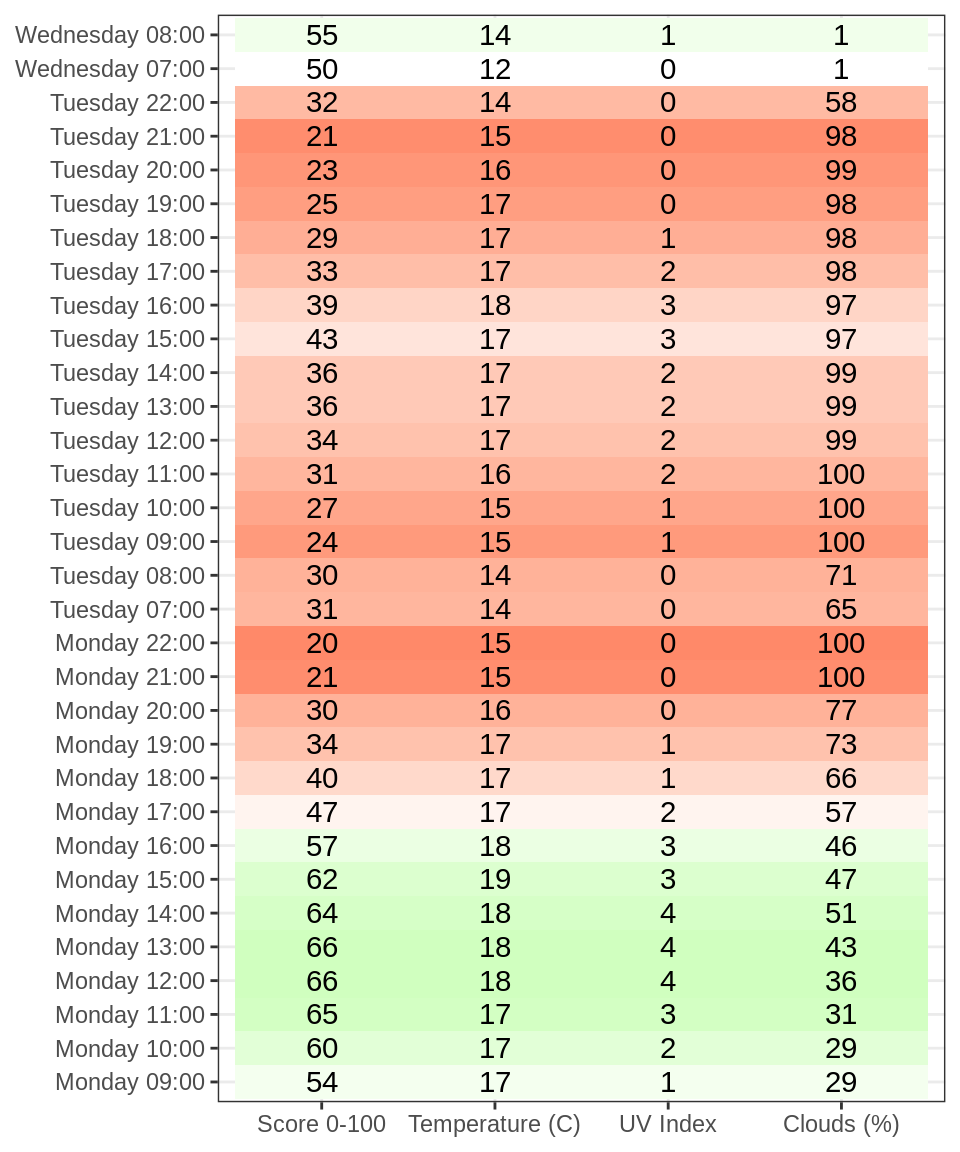 Wednesday 08:00 55 14 1 1
Wednesday 07:00 50 12 0 1
Tuesday 22:00 32 14 0 58
Tuesday 21:00 21 15 0 98
Tuesday 20:00 23 16 0 99
Tuesday 19:00 25 17 0 98
Tuesday 18:00 29 17 1 98
Tuesday 17:00 33 17 2 98
Tuesday 16:00 39 18 3 97
Tuesday 15:00 43 17 3 97
Tuesday 14:00 36 17 2 99
Tuesday 13:00 36 17 2 99
Tuesday 12:00 34 17 2 99
Tuesday 11:00 31 16 2 100
Tuesday 10:00 27 15 1 100
Tuesday 09:00 24 15 1 100
Tuesday 08:00 30 14 0 71
Tuesday 07:00 31 14 0 65
Monday 22:00 20 15 0 100
Monday 21:00 21 15 0 100
Monday 20:00 30 16 0 77
Monday 19:00 34 17 1 73
Monday 18:00 40 17 1 66
Monday 17:00 47 17 2 57
Monday 16:00 57 18 3 46
Monday 15:00 62 19 3 47
Monday 14:00 64 18 4 51
Monday 13:00 66 18 4 43
Monday 12:00 66 18 4 36
Monday 11:00 65 17 3 31
Monday 10:00 60 17 2 29
Monday 09:00 54 17 1 29
Score 0-100 Temperature (C) UV Index Clouds (%)